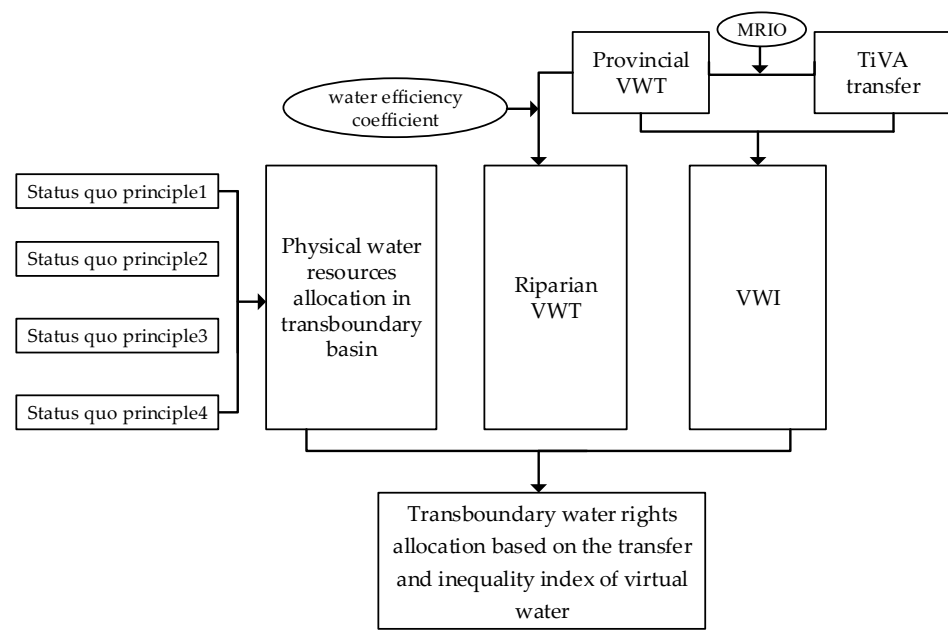 MRIO
Provincial
VWT
TiVA
transfer
water efficiency
coefficient
Status quo principle1
Status quo principle2
Status quo principle3
Status quo principle4
Physical water
resources
allocation in
transboundary
basin
Riparian
VWT
VWI
Transboundary water rights
allocation based on the transfer
and inequality index of virtual
water